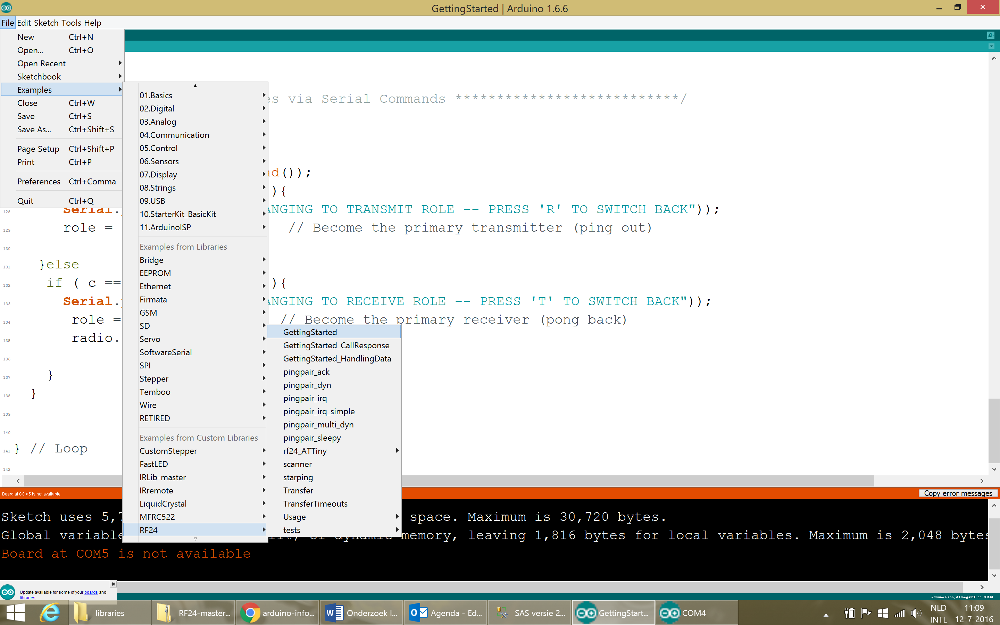 GettingStarted | Arduino 1.6.6
File Edit Sketch Tools Help
New Ctrl+N
Open... Ctrl+O
Open Recent
Sketchbook
Examples
Close Ctrl+W
Save Ctrl+S
Save As... Ctrl+Shift+S
Page Setup Ctrl+Shift+P
Print Ctrl+P
Preferences Ctrl+Comma
Quit Ctrl+Q
01.Basics
02.Digital
03.Analog
04.Communication
05.Control
06.Sensors
07.Display
08.Strings
09.USB
10.StarterKit_BasicKit
11.ArduinoISP
Examples from Libraries
Bridge
EEPROM
Ethernet
Firmata
GSM
SD
Servo
SoftwareSerial
SPI
Stepper
Temboo
Wire
RETIRED
Examples from Custom Libraries
CustomStepper
FastLED
IRLib-master
IRremote
LiquidCrystal
MFRC522
RF24
GettingStarted
GettingStarted_CallResponse
GettingStarted_HandlingData
pingpair_ack
pingpair_dyn
pingpair_irq
pingpair_irq_simple
pingpair_multi_dyn
pingpair_sleepy
rf24_ATTiny
scanner
starping
Transfer
TransferTimeouts
Usage
tests
es via Serial Commands ***************************/
ad());
){
128 Serial. ANGING TO TRANSMIT ROLE -- PRESS 'R' TO SWITCH BACK"));
129 role = // Become the primary transmitter (ping out)
130
131 }else
132 if ( c == ){
133 Serial. ANGING TO RECEIVE ROLE -- PRESS 'T' TO SWITCH BACK"));
134 role = // Become the primary receiver (pong back)
135 radio.
136
137 }
138 }
139
140
141 } // Loop
142
Board at COM5 is not available
Copy error messages
Sketch uses 5,7 space. Maximum is 30,720 bytes.
Global variable dynamic memory, leaving 1,816 bytes for local variables. Maximum is 2,048 bytes
Board at COM5 is not available
Update available for some of your boards and
libraries
Arduino Nano, ATmega328 on COM4
libraries
RF24-master...
arduino-info...
Onderzoek I...
Agenda - Ed...
SAS versie 2...
GettingStart...
COM4
NLD
INTL
11:09
12-7-2016